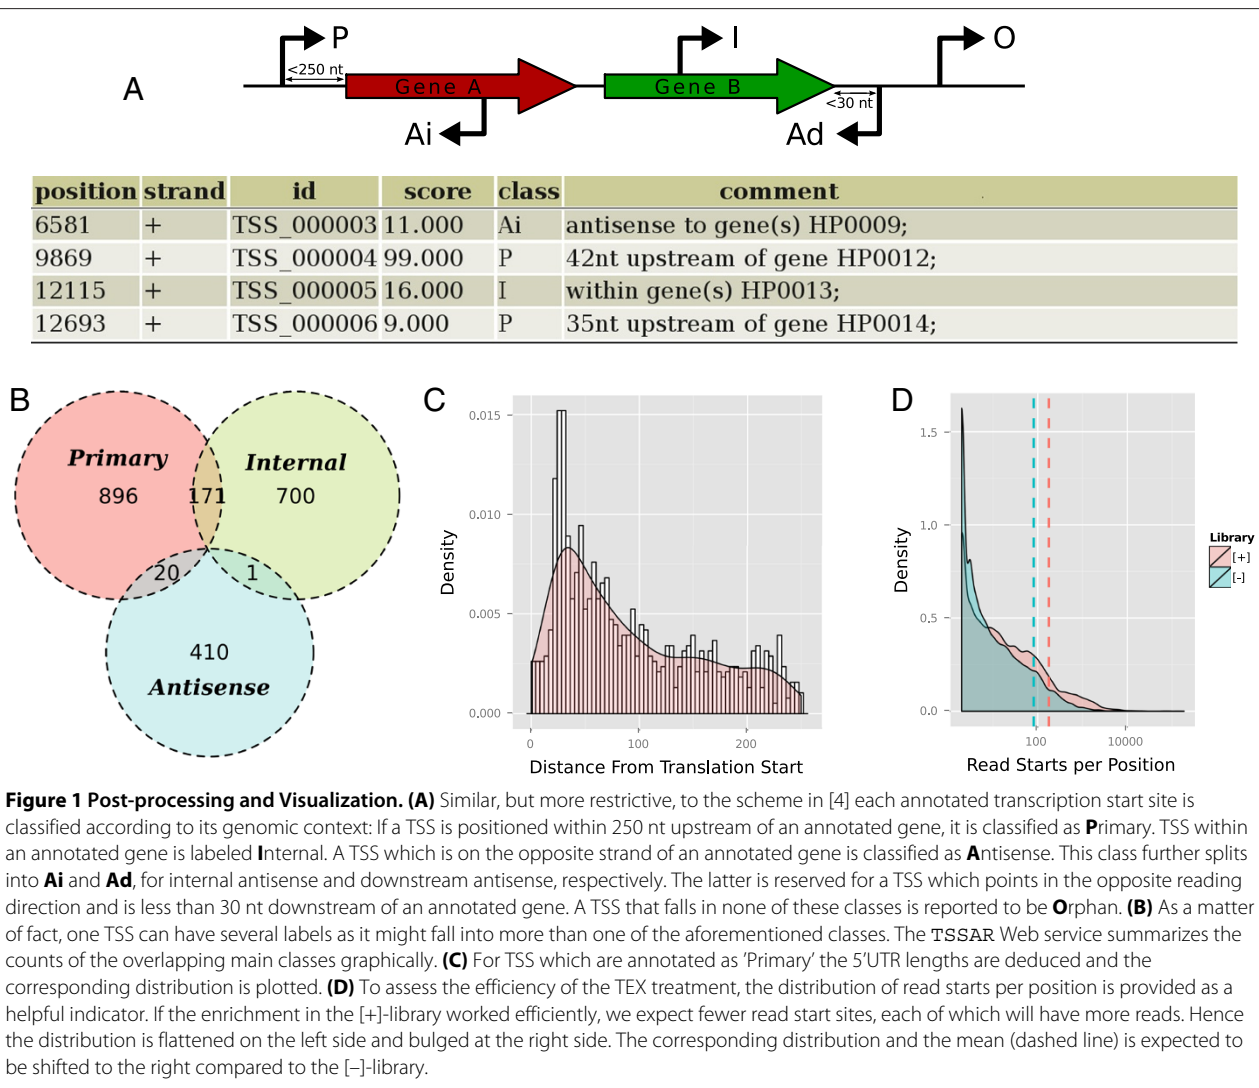 A
P
<250 nt
Gene A
Ai
I
Gene B
<30 nt
Ad
O
position strand id score class comment
6581 + TSS_000003 11.000 Ai antisense to gene(s) HP0009;
9869 + TSS_000004 99.000 P 42nt upstream of gene HP0012;
12115 + TSS_000005 16.000 I within gene(s) HP0013;
12693 + TSS_000006 9.000 P 35nt upstream of gene HP0014;
B
Primary
896
171
Internal
700
20
1
410
Antisense
C
Density
0.015
0.010
0.005
0.000
0 100 200
Distance From Translation Start
D
Density
1.5
1.0
0.5
0.0
100 10000
Read Starts per Position
Library
[+]
[-]
Figure 1 Post-processing and Visualization. (A) Similar, but more restrictive, to the scheme in [4] each annotated transcription start site is
classified according to its genomic context: If a TSS is positioned within 250 nt upstream of an annotated gene, it is classified as Primary. TSS within
an annotated gene is labeled Internal. A TSS which is on the opposite strand of an annotated gene is classified as Antisense. This class further splits
into Ai and Ad, for internal antisense and downstream antisense, respectively. The latter is reserved for a TSS which points in the opposite reading
direction and is less than 30 nt downstream of an annotated gene. A TSS that falls in none of these classes is reported to be Orphan. (B) As a matter
of fact, one TSS can have several labels as it might fall into more than one of the aforementioned classes. The TSSAR Web service summarizes the
counts of the overlapping main classes graphically. (C) For TSS which are annotated as 'Primary' the 5'UTR lengths are deduced and the
corresponding distribution is plotted. (D) To assess the efficiency of the TEX treatment, the distribution of read starts per position is provided as a
helpful indicator. If the enrichment in the [+]-library worked efficiently, we expect fewer read start sites, each of which will have more reads. Hence
the distribution is flattened on the left side and bulged at the right side. The corresponding distribution and the mean (dashed line) is expected to
be shifted to the right compared to the [–]-library.